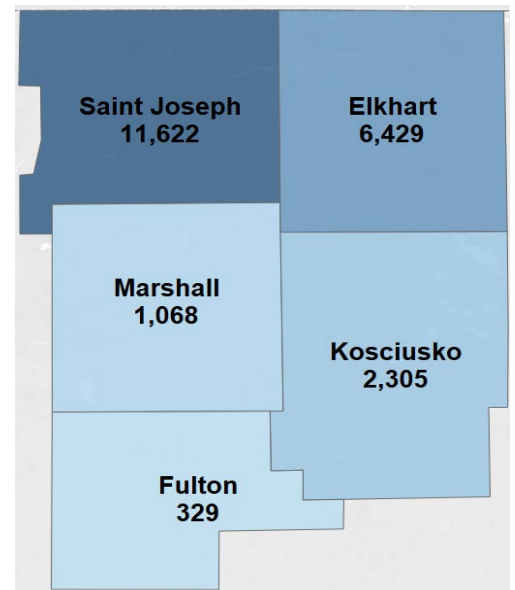 Saint Joseph
11,622
Elkhart
6,429
Marshall
1,068
Kosciusko
2,305
Fulton
329